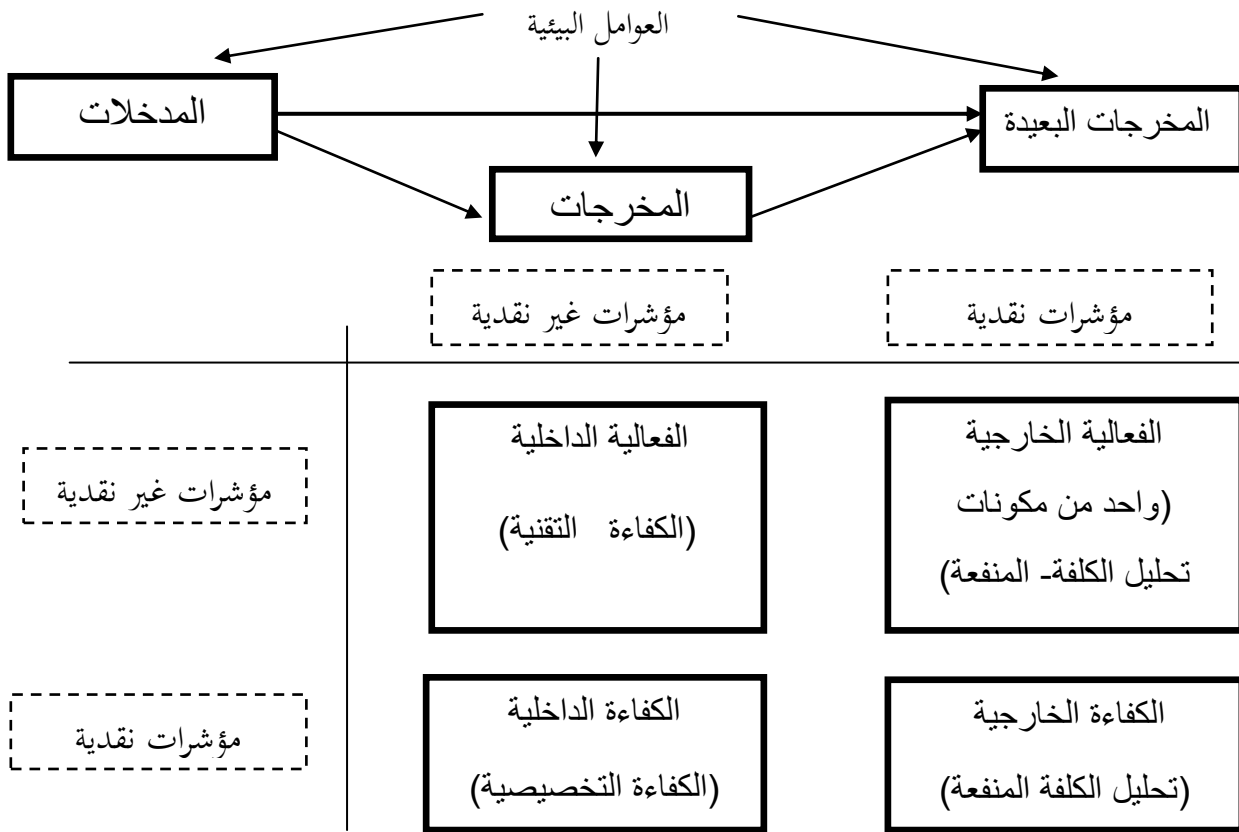 العوامل البيئية
المدخلات
المخرجات البعيدة
المخرجات
مؤشرات غير نقدية
مؤشرات نقدية
مؤشرات غير نقدية
الفعالية الداخلية
(الكفاءة التقنية)
الفعالية الخارجية
(واحد من مكونات
تحليل الكلفة- المنفعة)
مؤشرات نقدية
الكفاءة الداخلية
(الكفاءة التخصيصية)
الكفاءة الخارجية
(تحليل الكلفة المنفعة)